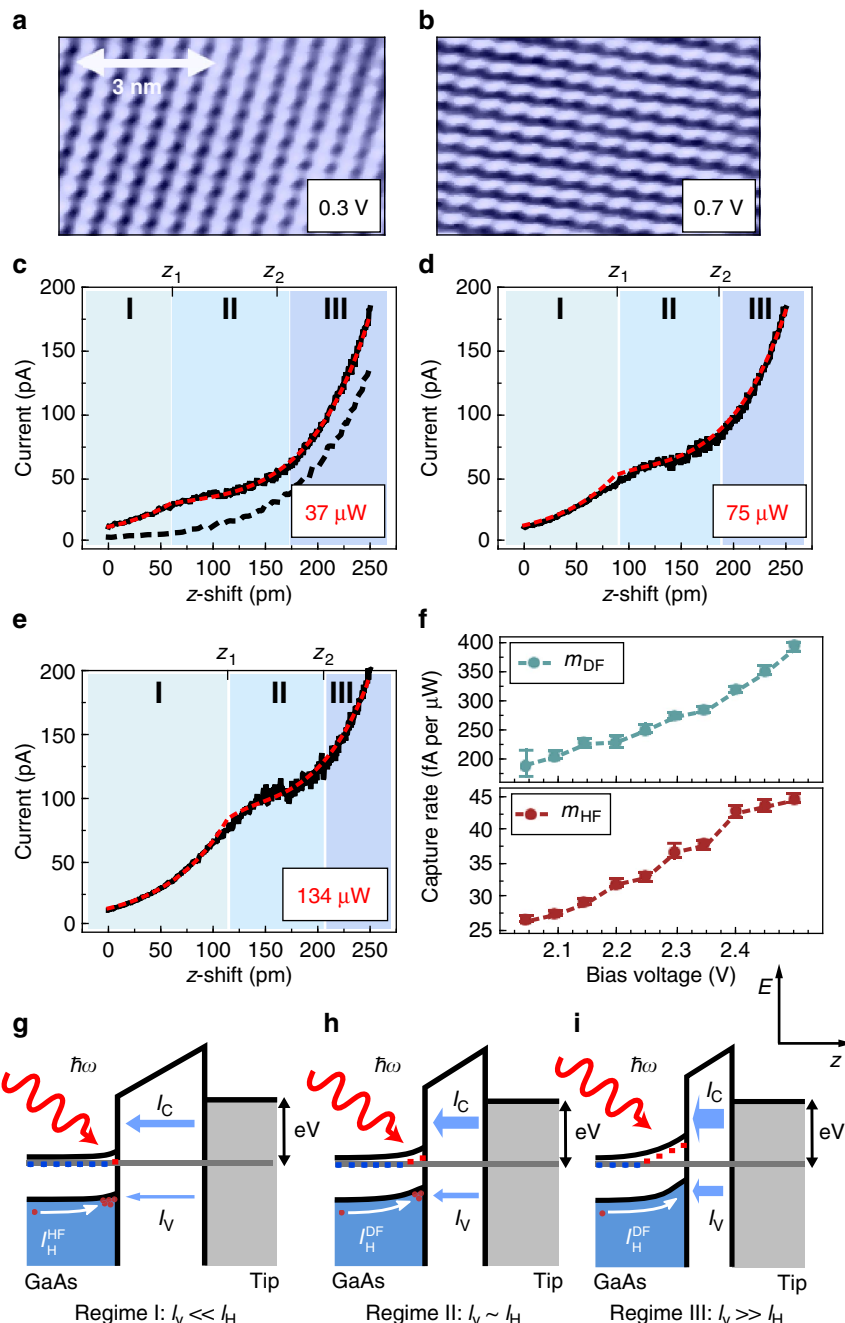 a
b
3 nm
0.3 V
0.7 V
c
z1
z2
d
z1
z2
200
150
100
50
0
Current (pA)
I
II
III
37 μW
0
50
100
150
200
250
z-shift (pm)
200
150
100
50
0
Current (pA)
I
II
III
75 μW
0
50
100
150
200
250
z-shift (pm)
e
z1
z2
200
150
100
50
0
Current (pA)
I
II
III
134 μW
0
50
100
150
200
250
z-shift (pm)
f
400
350
300
250
200
mDF
45
40
35
30
25
mHF
Capture rate (fA per μW)
2.1
2.2
2.3
2.4
Bias voltage (V)
E
z
g
ħω
IC
eV
IV
IHHF
GaAs
Tip
Regime I: Iv << IH
h
ħω
IC
eV
IV
IHDF
GaAs
Tip
Regime II: Iv ~ IH
i
ħω
IC
eV
IV
IHDF
GaAs
Tip
Regime III: Iv >> IH